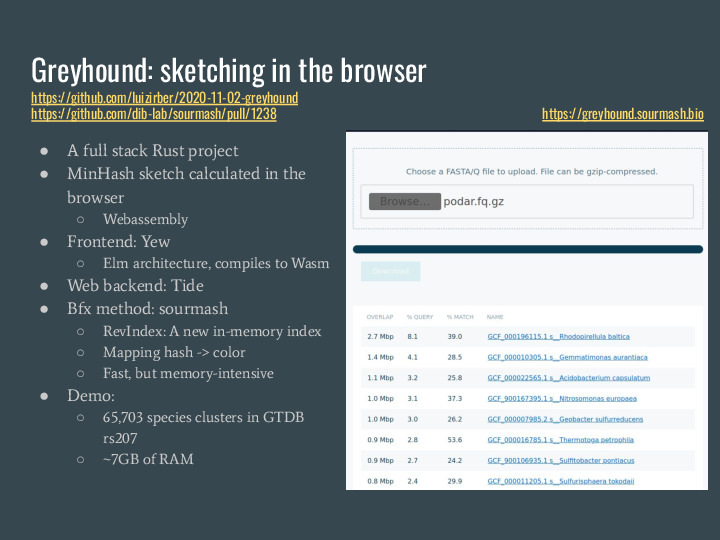 Greyhound: sketching in the browser
https://github.com/luizirber/2020-11-02-greyhound
https://github.com/dib-lab/sourmash/pull/1238
https://greyhound.sourmash.bio
● A full stack Rust project
● MinHash sketch calculated in the
browser
○ Webassembly
● Frontend: Yew
○ Elm architecture, compiles to Wasm
● Web backend: Tide
● Bfx method: sourmash
○ RevIndex: A new in-memory index
○ Mapping hash -> color
○ Fast, but memory-intensive
● Demo:
○ 65,703 species clusters in GTDB
rs207
○ ~7GB of RAM
Choose a FASTA/Q file to upload. File can be gzip-compressed.
Browse... podar.fq.gz
OVERLAP % QUERY % MATCH NAME
2.7 Mbp 8.1 39.0 GCF_000196115.1 s__Rhodopirellula baltica
1.4 Mbp 4.1 28.5 GCF_000010305.1 s__Gemmatimonas aurantiaca
1.1 Mbp 3.2 25.8 GCF_000022565.1 s__Acidobacterium capsulatum
1.0 Mbp 3.1 37.3 GCF_900167395.1 s__Nitrosomonas europaea
1.0 Mbp 3.0 26.2 GCF_000007985.2 s__Geobacter sulfurreducens
0.9 Mbp 2.8 53.6 GCF_000016785.1 s__Thermotoga petrophila
0.9 Mbp 2.7 24.2 GCF_900106935.1 s__Sulfitobacter pontiacus
0.8 Mbp 2.4 29.9 GCF_000011205.1 s__Sulfurisphaera tokodaii